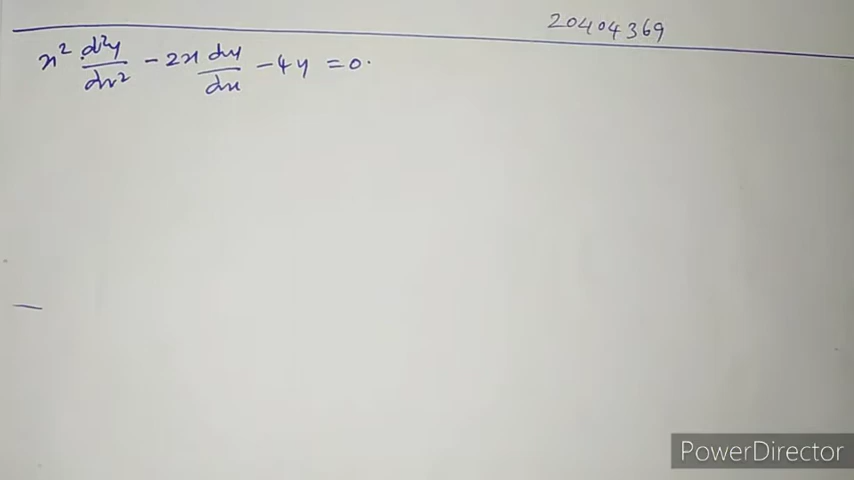 20404369
x² d²y/dx² - 2x dy/dx - 4y = 0.
PowerDirector